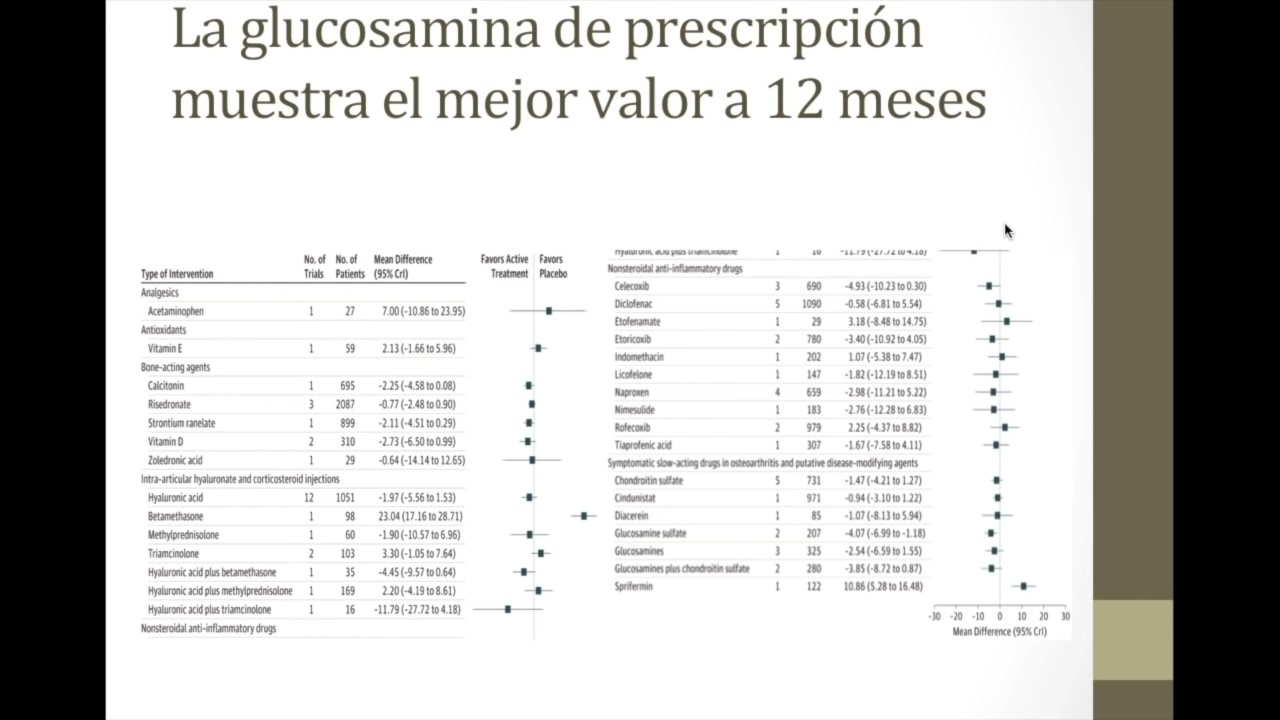 La glucosamina de prescripción
muestra el mejor valor a 12 meses
Type of Intervention No. of Trials No. of Patients Mean Difference (95% CrI) Favors Active Treatment Favors Placebo
Analgesics
Acetaminophen 1 27 7.00 (-10.86 to 23.95)
Antioxidants
Vitamin E 1 59 2.13 (-1.66 to 5.96)
Bone-acting agents
Calcitonin 1 695 -2.25 (-4.58 to 0.08)
Risedronate 3 2087 -0.77 (-2.48 to 0.90)
Strontium ranelate 1 899 -2.11 (-4.51 to 0.29)
Vitamin D 2 310 -2.73 (-6.50 to 0.99)
Zoledronic acid 1 29 -0.64 (-14.14 to 12.65)
Intra-articular hyaluronate and corticosteroid injections
Hyaluronic acid 12 1051 -1.97 (-5.56 to 1.53)
Betamethasone 1 98 23.04 (17.16 to 28.71)
Methylprednisolone 1 60 -1.90 (-10.57 to 6.96)
Triamcinolone 2 103 3.30 (-1.05 to 7.64)
Hyaluronic acid plus betamethasone 1 35 -4.45 (-9.57 to 0.64)
Hyaluronic acid plus methylprednisolone 1 169 2.20 (-4.19 to 8.61)
Hyaluronic acid plus triamcinolone 1 16 -11.79 (-27.72 to 4.18)
Nonsteroidal anti-inflammatory drugs
Hyaluronic acid plus triamcinolone 1 16 -11.79 (-27.72 to 4.18)
Nonsteroidal anti-inflammatory drugs
Celecoxib 3 690 -4.93 (-10.23 to 0.30)
Diclofenac 5 1090 -0.58 (-6.81 to 5.54)
Etofenamate 1 29 3.18 (-8.48 to 14.75)
Etoricoxib 2 780 -3.40 (-10.92 to 4.05)
Indomethacin 1 202 1.07 (-5.38 to 7.47)
Licofelone 1 147 -1.82 (-12.19 to 8.51)
Naproxen 4 659 -2.98 (-11.21 to 5.22)
Nimesulide 1 183 -2.76 (-12.28 to 6.83)
Rofecoxib 2 979 2.25 (-4.37 to 8.82)
Tiaprofenic acid 1 307 -1.67 (-7.58 to 4.11)
Symptomatic slow-acting drugs in osteoarthritis and putative disease-modifying agents
Chondroitin sulfate 5 731 -1.47 (-4.21 to 1.27)
Cindunistat 1 971 -0.94 (-3.10 to 1.22)
Diacerein 1 85 -1.07 (-8.13 to 5.94)
Glucosamine sulfate 2 207 -4.07 (-6.99 to -1.18)
Glucosamines 3 325 -2.54 (-6.59 to 1.55)
Glucosamines plus chondroitin sulfate 2 280 -3.85 (-8.72 to 0.87)
Sprifermin 1 122 10.86 (5.28 to 16.48)
-30 -20 -10 0 10 20 30
Mean Difference (95% CrI)